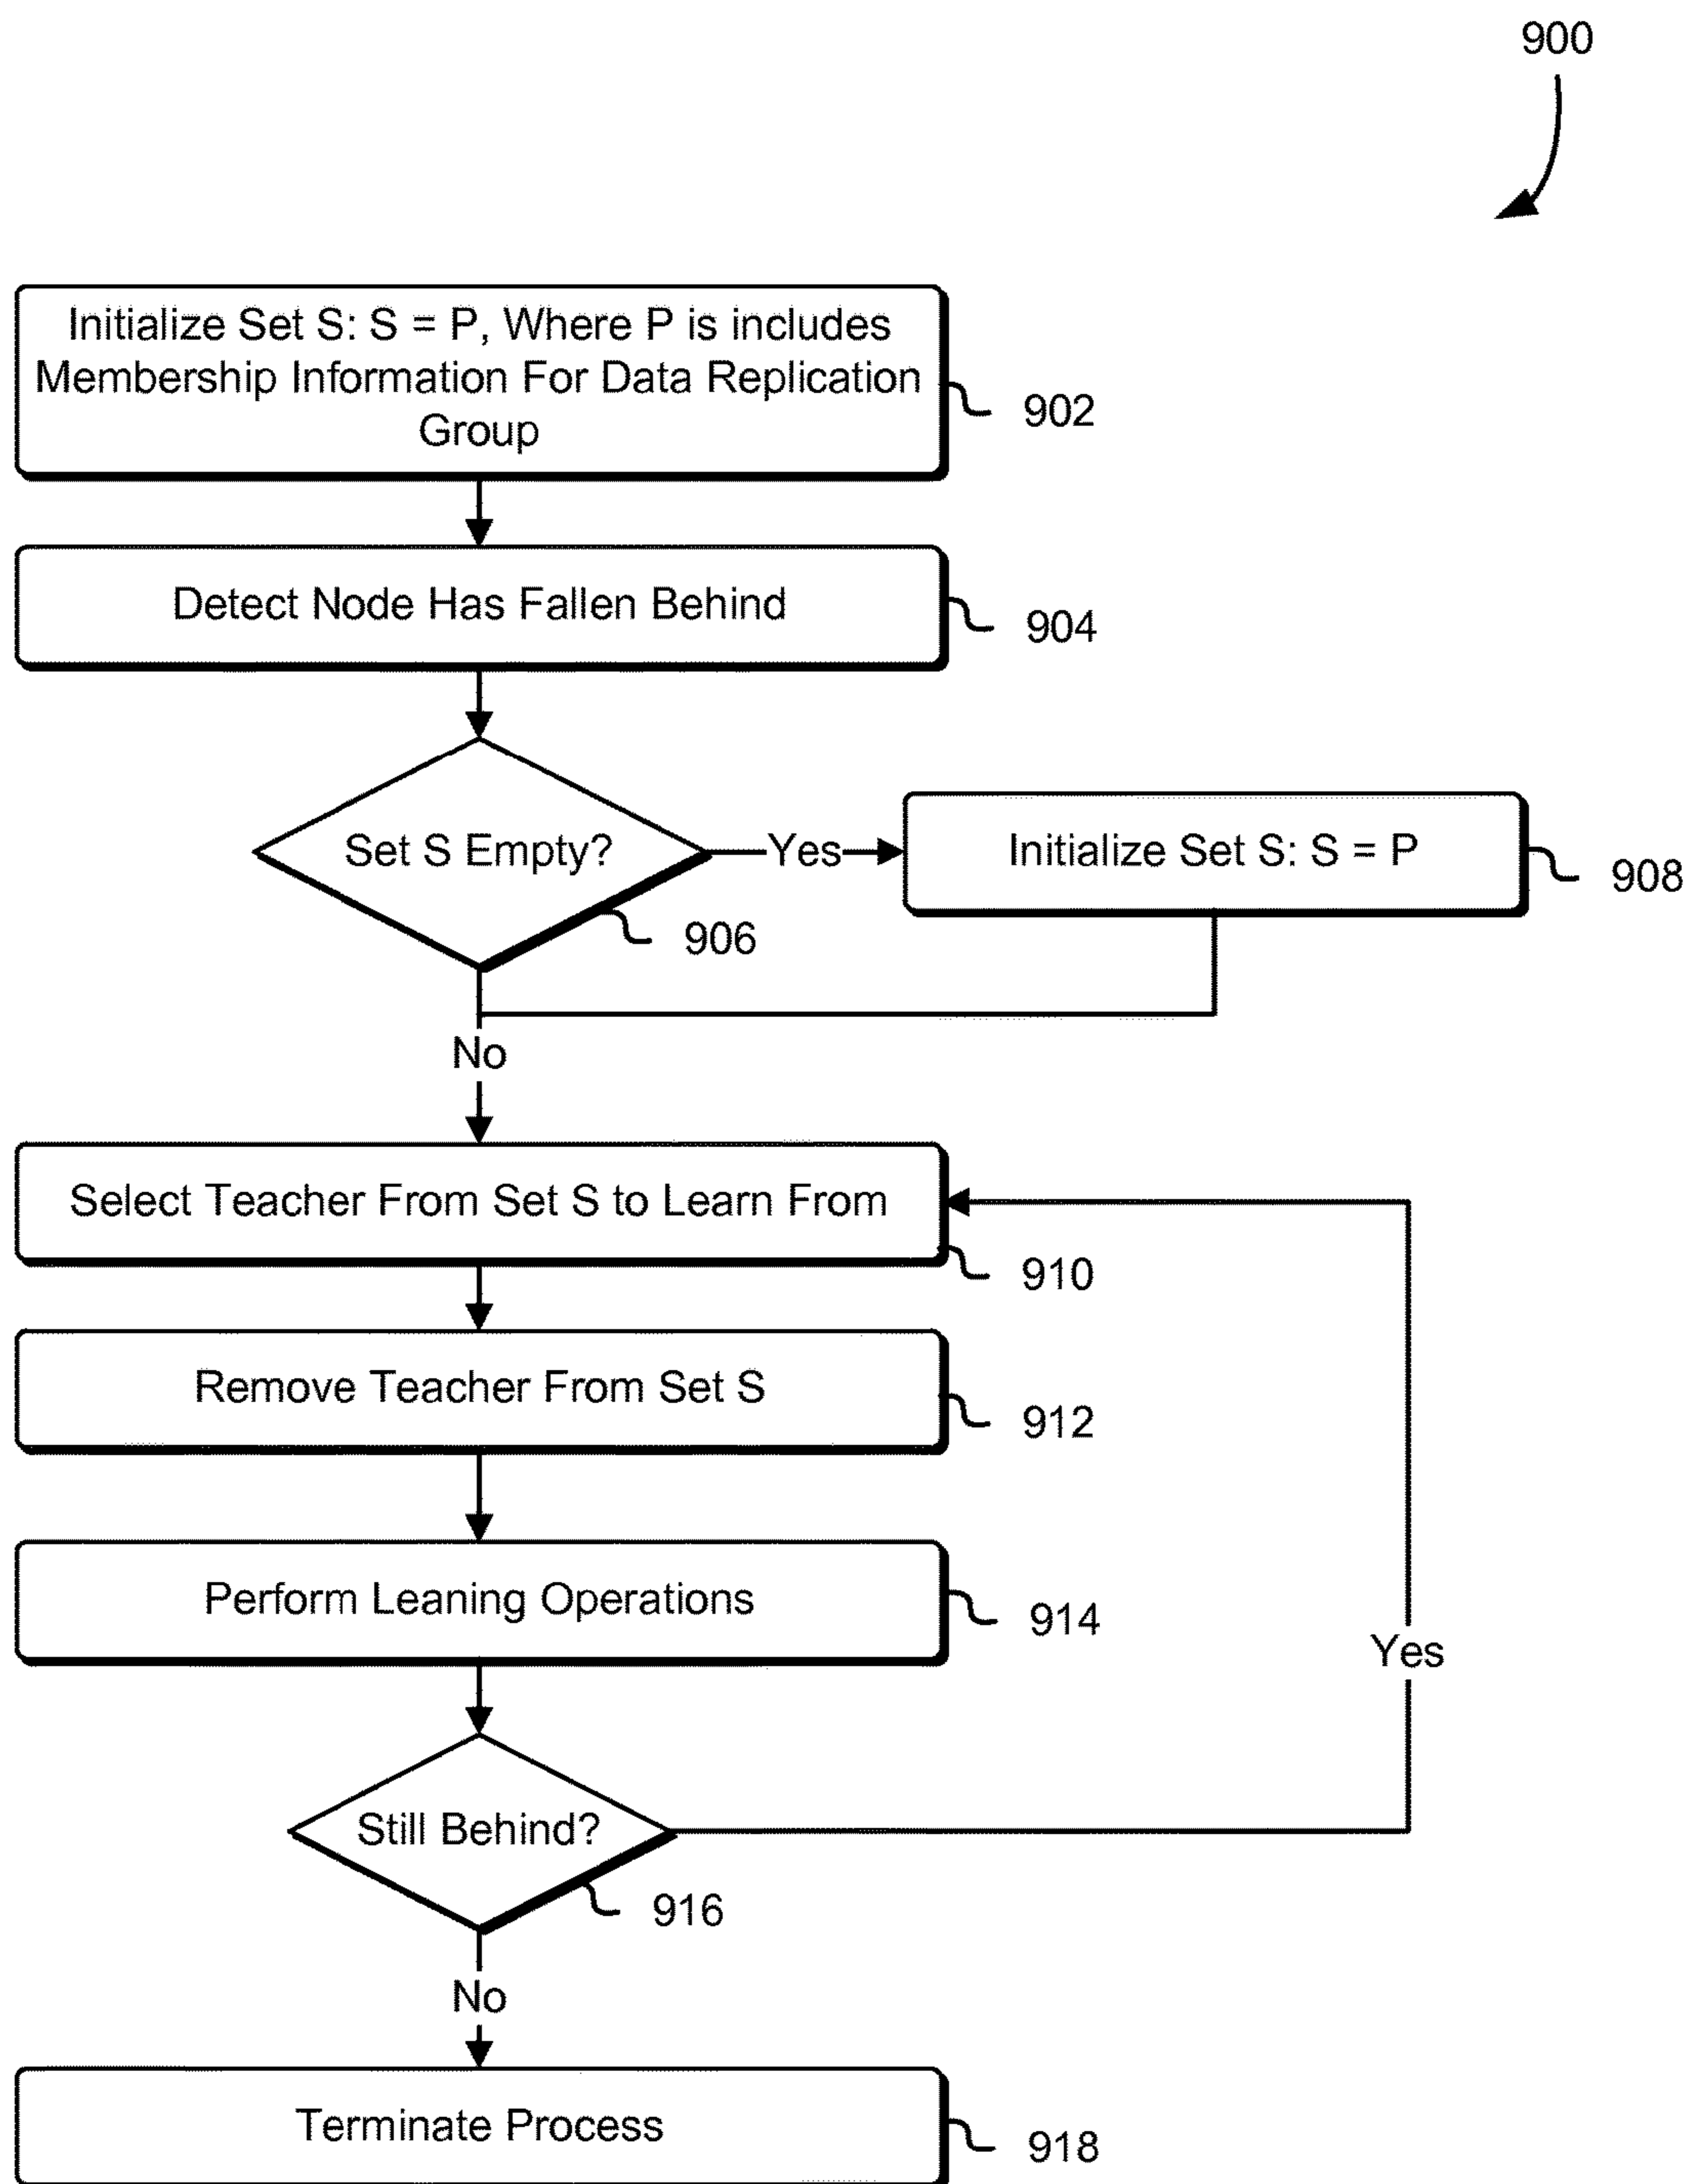 900
Initialize Set S: S = P, Where P is includes
Membership Information For Data Replication
Group
902
Detect Node Has Fallen Behind
904
Set S Empty?
Yes
Initialize Set S: S = P
908
906
No
Select Teacher From Set S to Learn From
910
Remove Teacher From Set S
912
Perform Leaning Operations
914
Yes
Still Behind?
916
No
Terminate Process
918